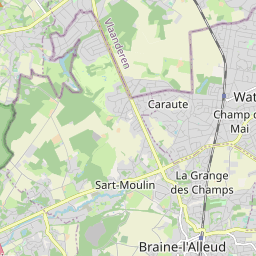 Vlaanderen
Caraute
Wat
Champ d
Mai
La Grange
des Champs
Sart-Moulin
Braine-l'Alleud